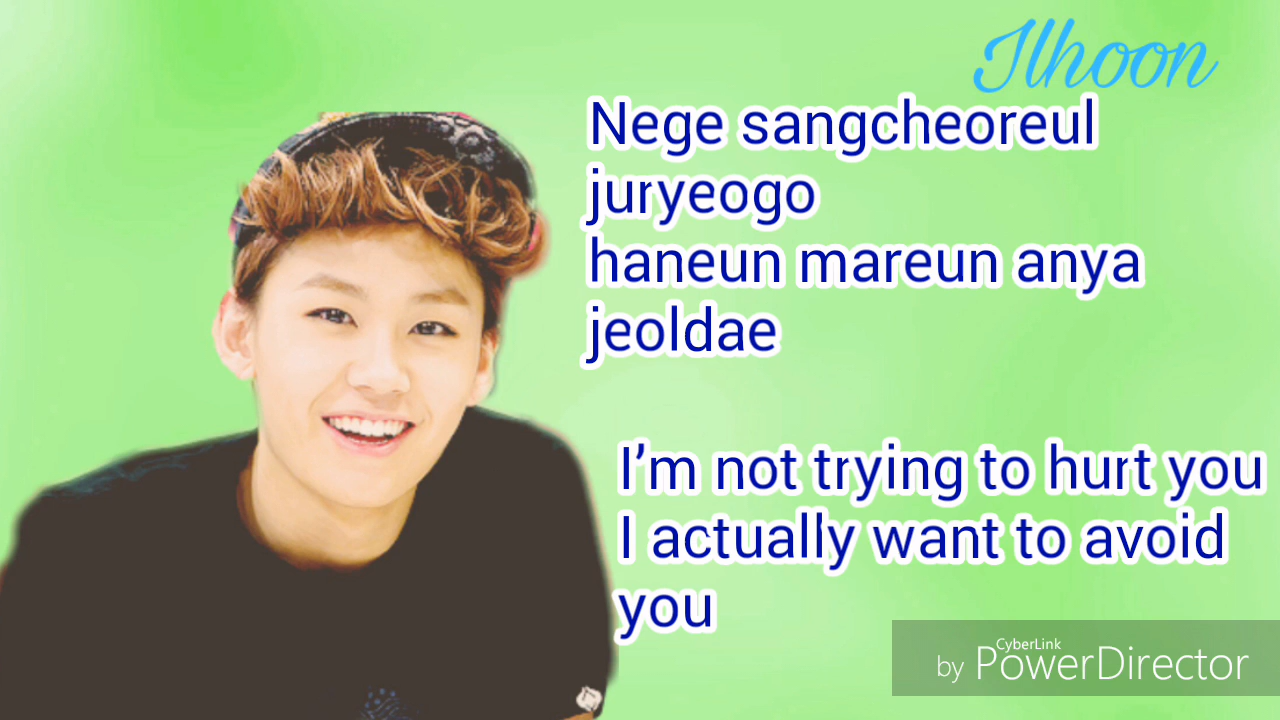 Ilhoon
Nege sangcheoreul
juryeogo
haneun mareun anya
jeoldae
I’m not trying to hurt you
I actually want to avoid
you
CyberLink
by PowerDirector